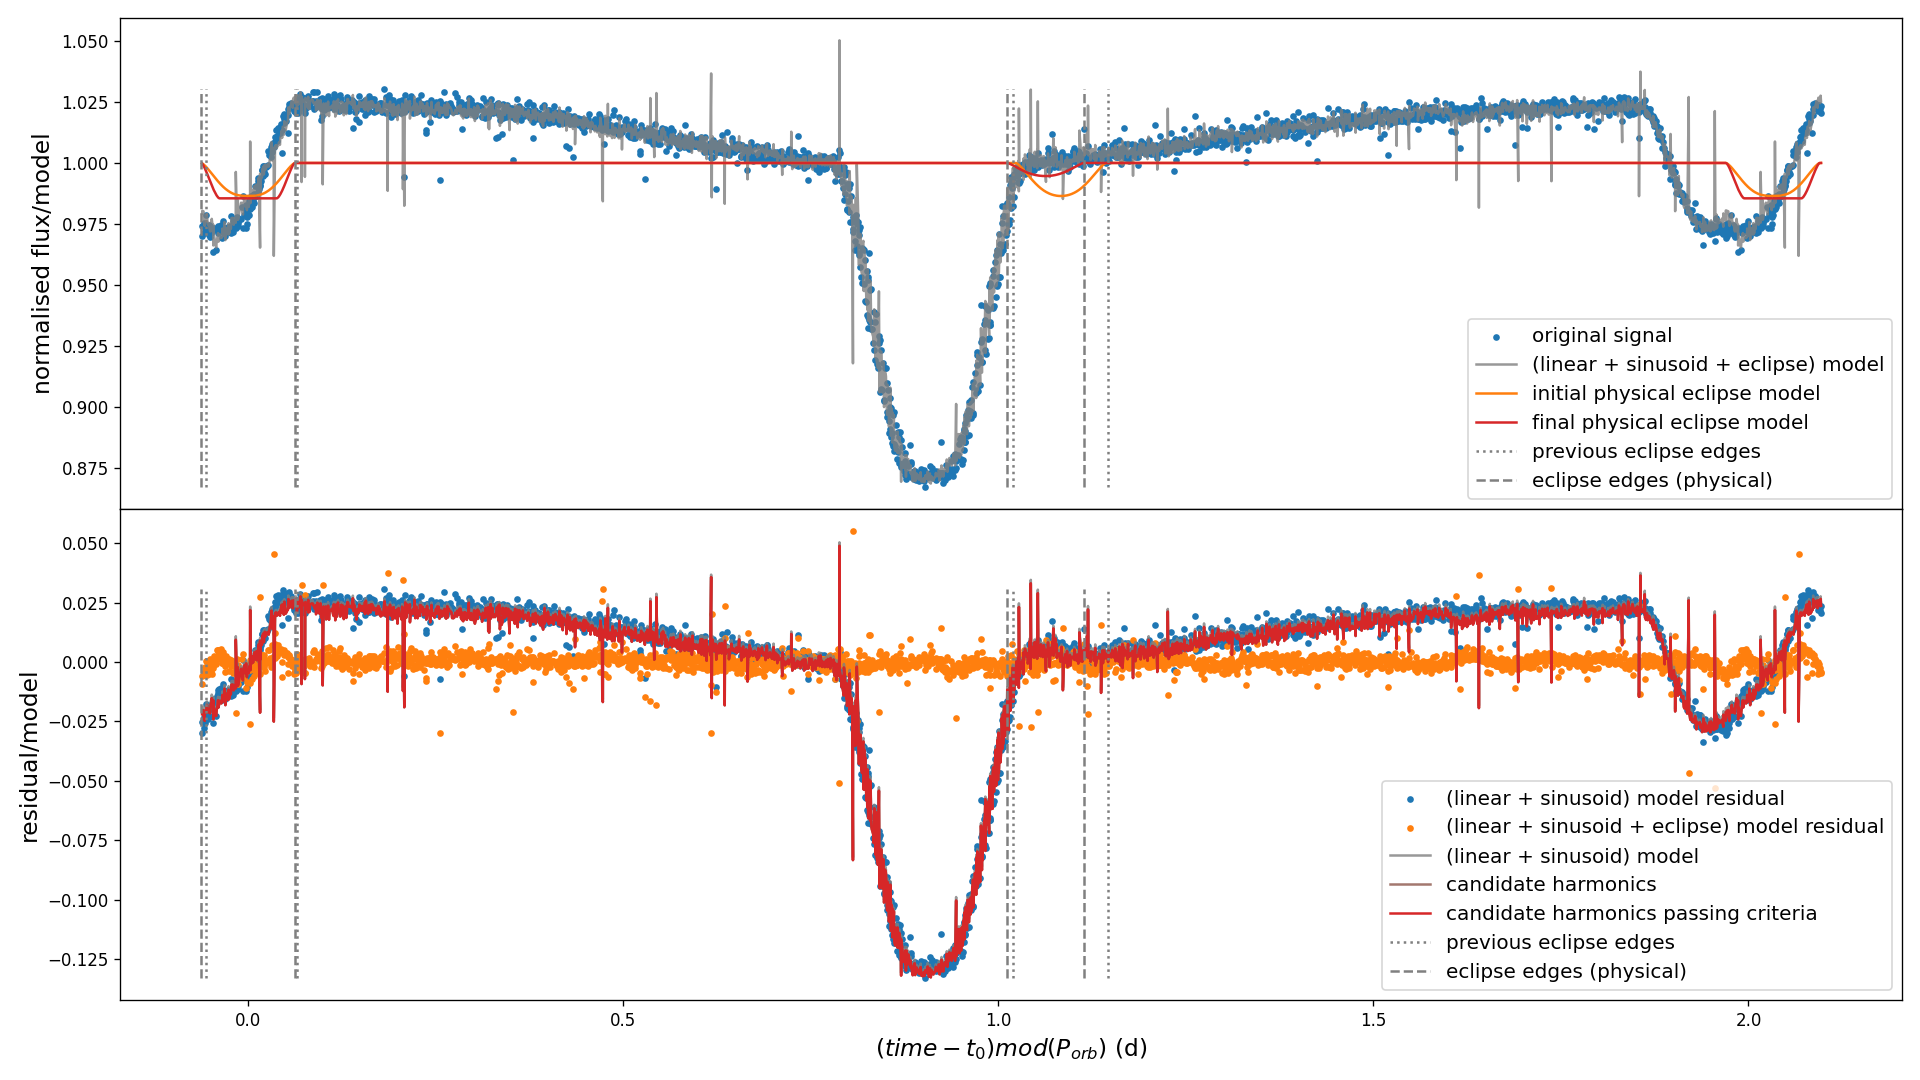 normalised flux/model
1.050
1.025
1.000
0.975
0.950
0.925
0.900
0.875
original signal
(linear + sinusoid + eclipse) model
initial physical eclipse model
final physical eclipse model
previous eclipse edges
eclipse edges (physical)
residual/model
0.050
0.025
0.000
−0.025
−0.050
−0.075
−0.100
−0.125
(linear + sinusoid) model residual
(linear + sinusoid + eclipse) model residual
(linear + sinusoid) model
candidate harmonics
candidate harmonics passing criteria
previous eclipse edges
eclipse edges (physical)
0.0 0.5 1.0 1.5 2.0
(time − t₀)mod(P_orb) (d)